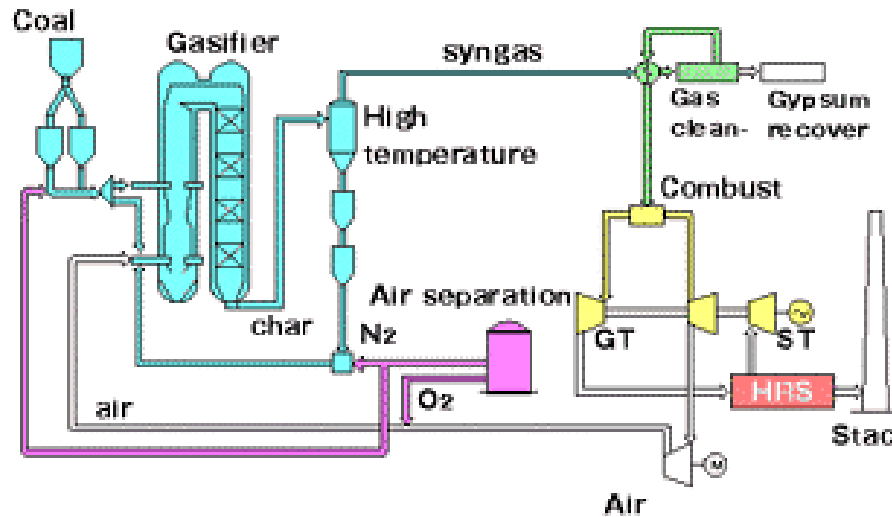 Coal
Gasifier
syngas
Gas
clean-
Gypsum
recover
High
temperature
Combust
Air separation
char
N2
GT
ST
O2
air
Stac
M
Air